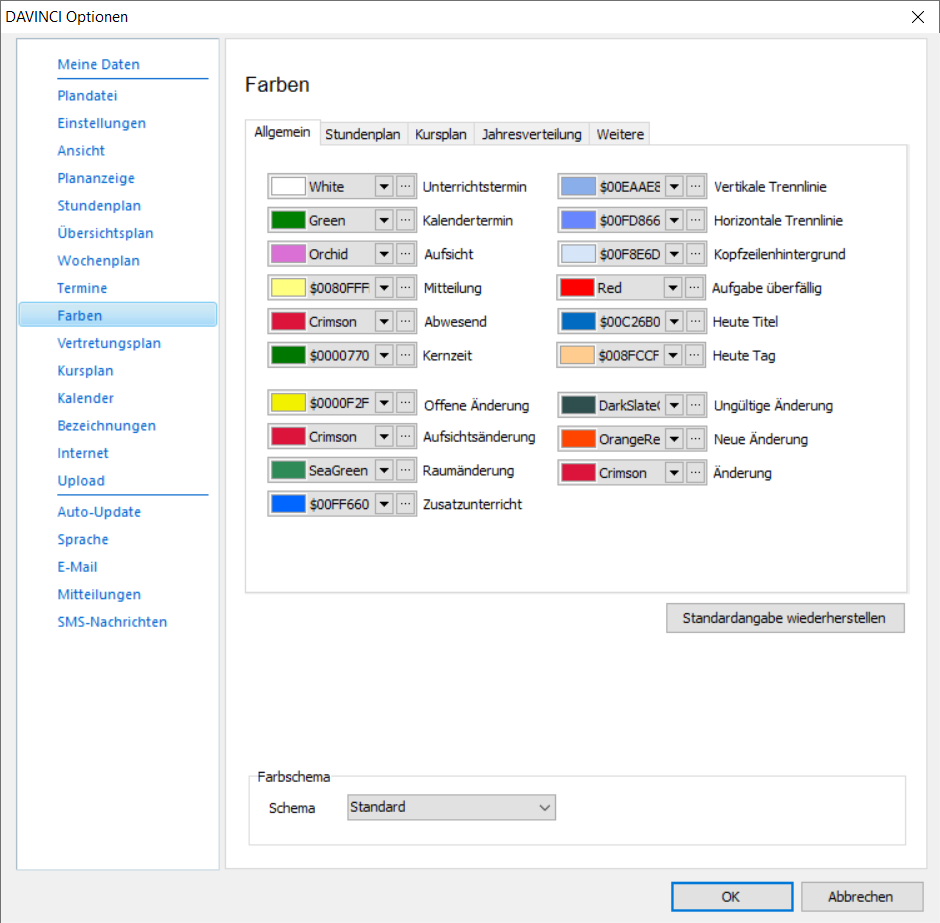 DAVINCI Optionen
Meine Daten
Plandatei
Einstellungen
Ansicht
Plananzeige
Stundenplan
Übersichtsplan
Wochenplan
Termine
Farben
Vertretungsplan
Kursplan
Kalender
Bezeichnungen
Internet
Upload
Auto-Update
Sprache
E-Mail
Mitteilungen
SMS-Nachrichten
Farben
Allgemein Stundenplan Kursplan Jahresverteilung Weitere
White ... Unterrichtstermin
Green ... Kalendertermin
Orchid ... Aufsicht
$0080FFF ... Mitteilung
Crimson ... Abwesend
$0000770 ... Kernzeit
$0000F2F ... Offene Änderung
Crimson ... Aufsichtsänderung
SeaGreen ... Raumänderung
$00FF660 ... Zusatzunterricht
$00EAAE8 ... Vertikale Trennlinie
$00FD866 ... Horizontale Trennlinie
$00F8E6D ... Kopfzeilenhintergrund
Red ... Aufgabe überfällig
$00C26B0 ... Heute Titel
$008FCCF ... Heute Tag
DarkSlate( ... Ungültige Änderung
OrangeRe ... Neue Änderung
Crimson ... Änderung
Standardangabe wiederherstellen
Farbschema
Schema Standard
OK Abbrechen